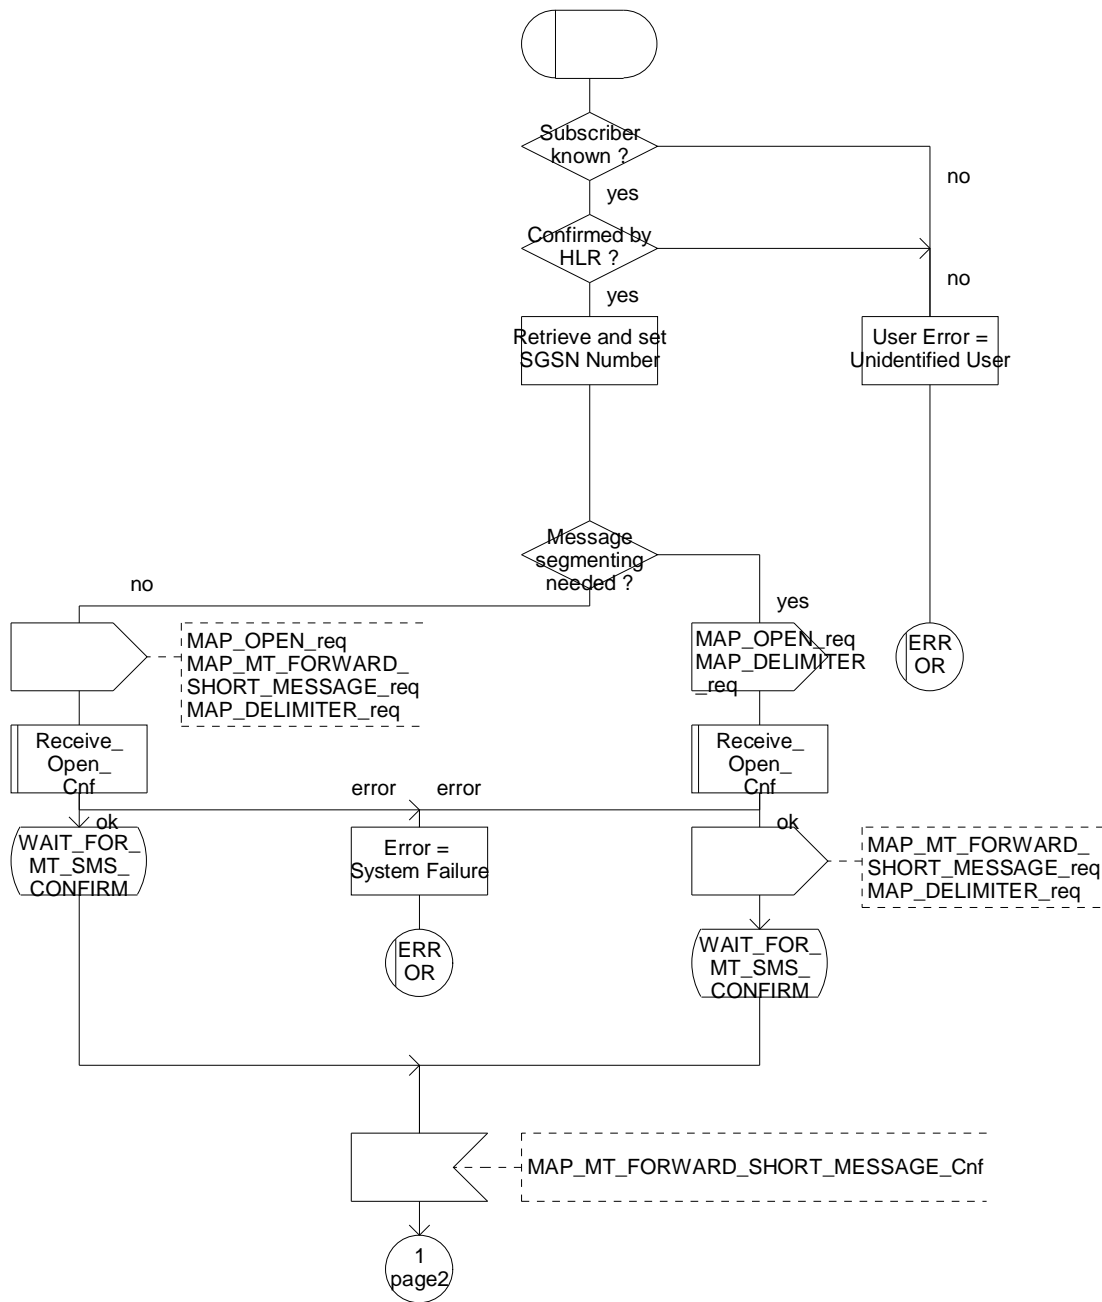 Subscriber
known ?
no
yes
Confirmed by
HLR ?
no
yes
Retrieve and set
SGSN Number
User Error =
Unidentified User
Message
segmenting
needed ?
no
yes
MAP_OPEN_req
MAP_MT_FORWARD_
SHORT_MESSAGE_req
MAP_DELIMITER_req
MAP_OPEN_req
MAP_DELIMITER
_req
ERR
OR
Receive_
Open_
Cnf
Receive_
Open_
Cnf
error
error
ok
ok
WAIT_FOR_
MT_SMS_
CONFIRM
Error =
System Failure
MAP_MT_FORWARD_
SHORT_MESSAGE_req
MAP_DELIMITER_req
ERR
OR
WAIT_FOR_
MT_SMS_
CONFIRM
MAP_MT_FORWARD_SHORT_MESSAGE_Cnf
1
page2